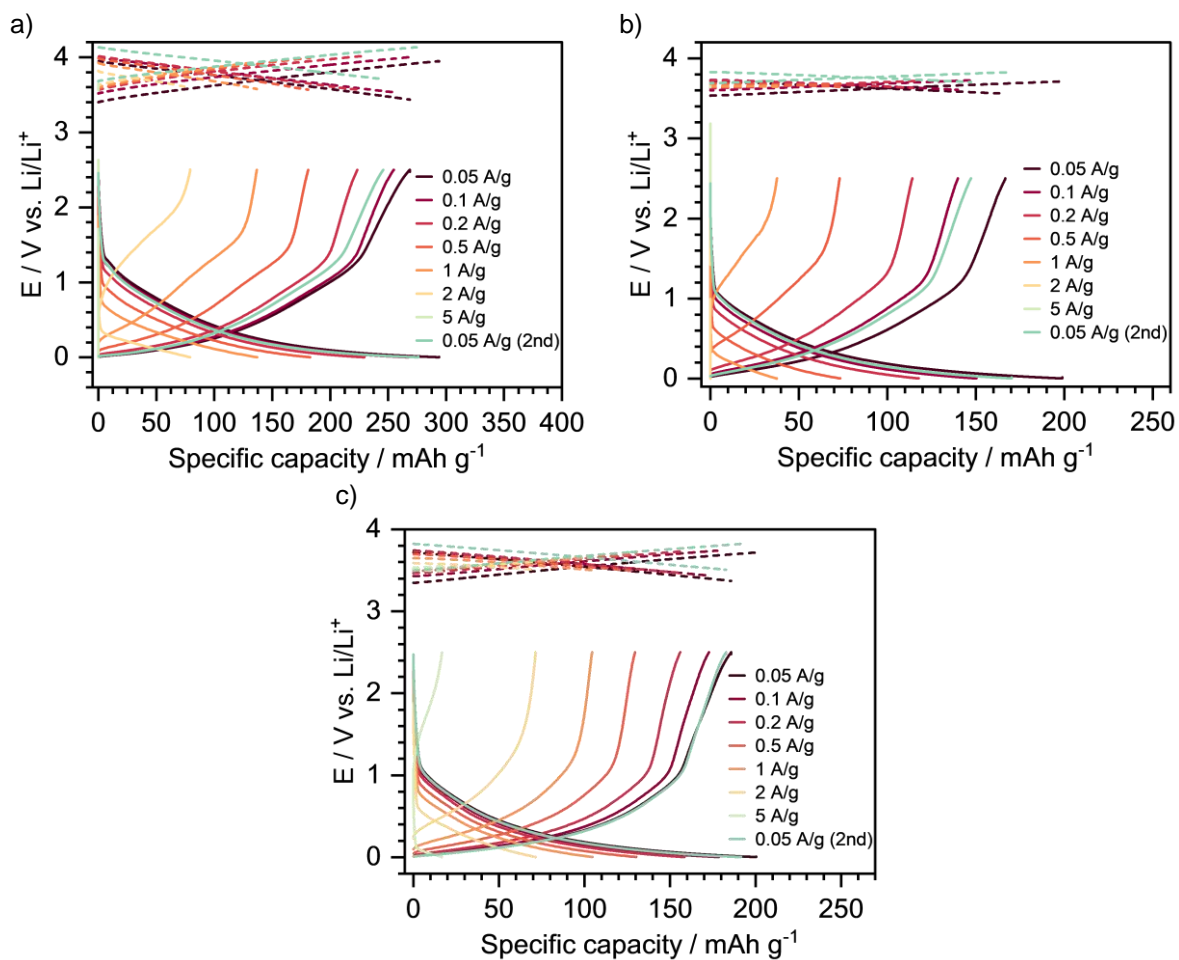 a)
E / V vs. Li/Li⁺
4
3
2
1
0
0.05 A/g
0.1 A/g
0.2 A/g
0.5 A/g
1 A/g
2 A/g
5 A/g
0.05 A/g (2nd)
0 50 100 150 200 250 300 350 400
Specific capacity / mAh g⁻¹
b)
E / V vs. Li/Li⁺
4
3
2
1
0
0.05 A/g
0.1 A/g
0.2 A/g
0.5 A/g
1 A/g
2 A/g
5 A/g
0.05 A/g (2nd)
0 50 100 150 200 250
Specific capacity / mAh g⁻¹
c)
E / V vs. Li/Li⁺
4
3
2
1
0
0.05 A/g
0.1 A/g
0.2 A/g
0.5 A/g
1 A/g
2 A/g
5 A/g
0.05 A/g (2nd)
0 50 100 150 200 250
Specific capacity / mAh g⁻¹